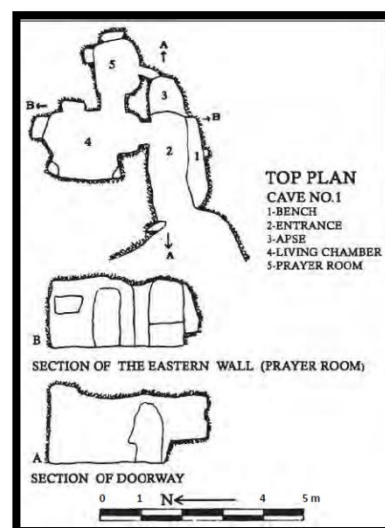 A
5
3
B
B
4
2
1
A
TOP PLAN
CAVE NO.1
1-BENCH
2-ENTRANCE
3-APSE
4-LIVING CHAMBER
5-PRAYER ROOM
B
SECTION OF THE EASTERN WALL (PRAYER ROOM)
A
SECTION OF DOORWAY
0 1 N 4 5 m